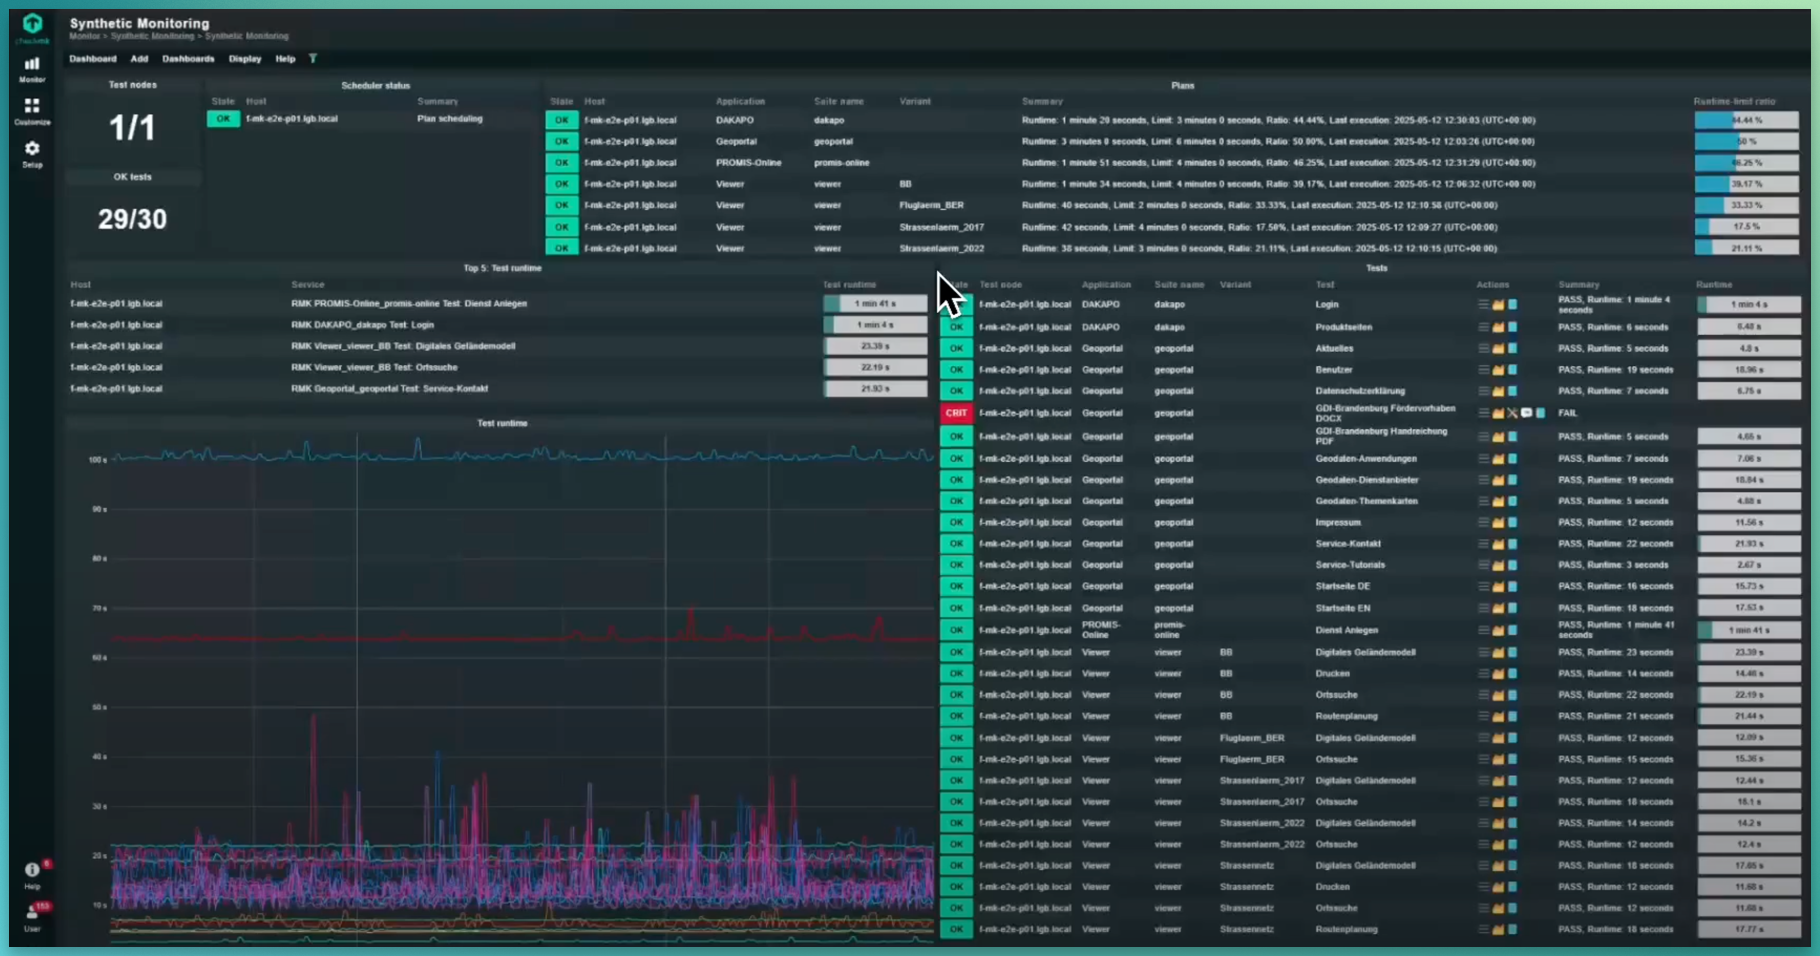 Synthetic Monitoring
Monitor > Synthetic Monitoring > Synthetic Monitoring
Dashboard Add Dashboards Display Help
Monitor
Customize
Setup
Test nodes
1/1
OK tests
29/30
Scheduler status
State Host Summary
OK f-mk-e2e-p01.lgb.local Plan scheduling
Plans
State Host Application Suite name Variant Summary Runtime-limit ratio
OK f-mk-e2e-p01.lgb.local DAKAPO dakapo Runtime: 1 minute 20 seconds, Limit: 3 minutes 0 seconds, Ratio: 44.44%, Last execution: 2025-05-12 12:30:03 (UTC+00:00) 44.44 %
OK f-mk-e2e-p01.lgb.local Geoportal geoportal Runtime: 3 minutes 0 seconds, Limit: 6 minutes 0 seconds, Ratio: 50.00%, Last execution: 2025-05-12 12:03:26 (UTC+00:00) 50 %
OK f-mk-e2e-p01.lgb.local PROMIS-Online promis-online Runtime: 1 minute 51 seconds, Limit: 4 minutes 0 seconds, Ratio: 46.25%, Last execution: 2025-05-12 12:31:29 (UTC+00:00) 46.25 %
OK f-mk-e2e-p01.lgb.local Viewer viewer BB Runtime: 1 minute 34 seconds, Limit: 4 minutes 0 seconds, Ratio: 39.17%, Last execution: 2025-05-12 12:06:32 (UTC+00:00) 39.17 %
OK f-mk-e2e-p01.lgb.local Viewer viewer Fluglaerm_BER Runtime: 40 seconds, Limit: 2 minutes 0 seconds, Ratio: 33.33%, Last execution: 2025-05-12 12:10:58 (UTC+00:00) 33.33 %
OK f-mk-e2e-p01.lgb.local Viewer viewer Strassenlaerm_2017 Runtime: 42 seconds, Limit: 4 minutes 0 seconds, Ratio: 17.50%, Last execution: 2025-05-12 12:09:27 (UTC+00:00) 17.5 %
OK f-mk-e2e-p01.lgb.local Viewer viewer Strassenlaerm_2022 Runtime: 38 seconds, Limit: 3 minutes 0 seconds, Ratio: 21.11%, Last execution: 2025-05-12 12:10:15 (UTC+00:00) 21.11 %
Top 5: Test runtime
Host Service Test runtime
f-mk-e2e-p01.lgb.local RMK PROMIS-Online_promis-online Test: Dienst Anlegen 1 min 41 s
f-mk-e2e-p01.lgb.local RMK DAKAPO_dakapo Test: Login 1 min 4 s
f-mk-e2e-p01.lgb.local RMK Viewer_viewer_BB Test: Digitales Geländemodell 23.39 s
f-mk-e2e-p01.lgb.local RMK Viewer_viewer_BB Test: Ortssuche 22.19 s
f-mk-e2e-p01.lgb.local RMK Geoportal_geoportal Test: Service-Kontakt 21.93 s
Test runtime
100 s
90 s
80 s
70 s
60 s
50 s
40 s
30 s
20 s
10 s
Tests
Test node Application Suite name Variant Test Actions Summary Runtime
f-mk-e2e-p01.lgb.local DAKAPO dakapo Login PASS, Runtime: 1 minute 4 seconds 1 min 4 s
OK f-mk-e2e-p01.lgb.local DAKAPO dakapo Produktseiten PASS, Runtime: 6 seconds 6.48 s
OK f-mk-e2e-p01.lgb.local Geoportal geoportal Aktuelles PASS, Runtime: 5 seconds 4.8 s
OK f-mk-e2e-p01.lgb.local Geoportal geoportal Benutzer PASS, Runtime: 19 seconds 18.96 s
OK f-mk-e2e-p01.lgb.local Geoportal geoportal Datenschutzerklärung PASS, Runtime: 7 seconds 6.75 s
CRIT f-mk-e2e-p01.lgb.local Geoportal geoportal GDI-Brandenburg Fördervorhaben DOCX FAIL
OK f-mk-e2e-p01.lgb.local Geoportal geoportal GDI-Brandenburg Handreichung PDF PASS, Runtime: 5 seconds 4.65 s
OK f-mk-e2e-p01.lgb.local Geoportal geoportal Geodaten-Anwendungen PASS, Runtime: 7 seconds 7.06 s
OK f-mk-e2e-p01.lgb.local Geoportal geoportal Geodaten-Dienstanbieter PASS, Runtime: 19 seconds 18.84 s
OK f-mk-e2e-p01.lgb.local Geoportal geoportal Geodaten-Themenkarten PASS, Runtime: 5 seconds 4.88 s
OK f-mk-e2e-p01.lgb.local Geoportal geoportal Impressum PASS, Runtime: 12 seconds 11.56 s
OK f-mk-e2e-p01.lgb.local Geoportal geoportal Service-Kontakt PASS, Runtime: 22 seconds 21.93 s
OK f-mk-e2e-p01.lgb.local Geoportal geoportal Service-Tutorials PASS, Runtime: 3 seconds 2.67 s
OK f-mk-e2e-p01.lgb.local Geoportal geoportal Startseite DE PASS, Runtime: 16 seconds 15.73 s
OK f-mk-e2e-p01.lgb.local Geoportal geoportal Startseite EN PASS, Runtime: 18 seconds 17.53 s
OK f-mk-e2e-p01.lgb.local PROMIS-Online promis-online Dienst Anlegen PASS, Runtime: 1 minute 41 seconds 1 min 41 s
OK f-mk-e2e-p01.lgb.local Viewer viewer BB Digitales Geländemodell PASS, Runtime: 23 seconds 23.39 s
OK f-mk-e2e-p01.lgb.local Viewer viewer BB Drucken PASS, Runtime: 14 seconds 14.46 s
OK f-mk-e2e-p01.lgb.local Viewer viewer BB Ortssuche PASS, Runtime: 22 seconds 22.19 s
OK f-mk-e2e-p01.lgb.local Viewer viewer BB Routenplanung PASS, Runtime: 21 seconds 21.44 s
OK f-mk-e2e-p01.lgb.local Viewer viewer Fluglaerm_BER Digitales Geländemodell PASS, Runtime: 12 seconds 12.09 s
OK f-mk-e2e-p01.lgb.local Viewer viewer Fluglaerm_BER Ortssuche PASS, Runtime: 15 seconds 15.36 s
OK f-mk-e2e-p01.lgb.local Viewer viewer Strassenlaerm_2017 Digitales Geländemodell PASS, Runtime: 12 seconds 12.44 s
OK f-mk-e2e-p01.lgb.local Viewer viewer Strassenlaerm_2017 Ortssuche PASS, Runtime: 18 seconds 18.1 s
OK f-mk-e2e-p01.lgb.local Viewer viewer Strassenlaerm_2022 Digitales Geländemodell PASS, Runtime: 14 seconds 14.2 s
OK f-mk-e2e-p01.lgb.local Viewer viewer Strassenlaerm_2022 Ortssuche PASS, Runtime: 12 seconds 12.4 s
OK f-mk-e2e-p01.lgb.local Viewer viewer Strassennetz Digitales Geländemodell PASS, Runtime: 18 seconds 17.65 s
OK f-mk-e2e-p01.lgb.local Viewer viewer Strassennetz Drucken PASS, Runtime: 12 seconds 11.68 s
OK f-mk-e2e-p01.lgb.local Viewer viewer Strassennetz Ortssuche PASS, Runtime: 12 seconds 11.68 s
OK f-mk-e2e-p01.lgb.local Viewer viewer Strassennetz Routenplanung PASS, Runtime: 18 seconds 17.77 s
Help
153
User